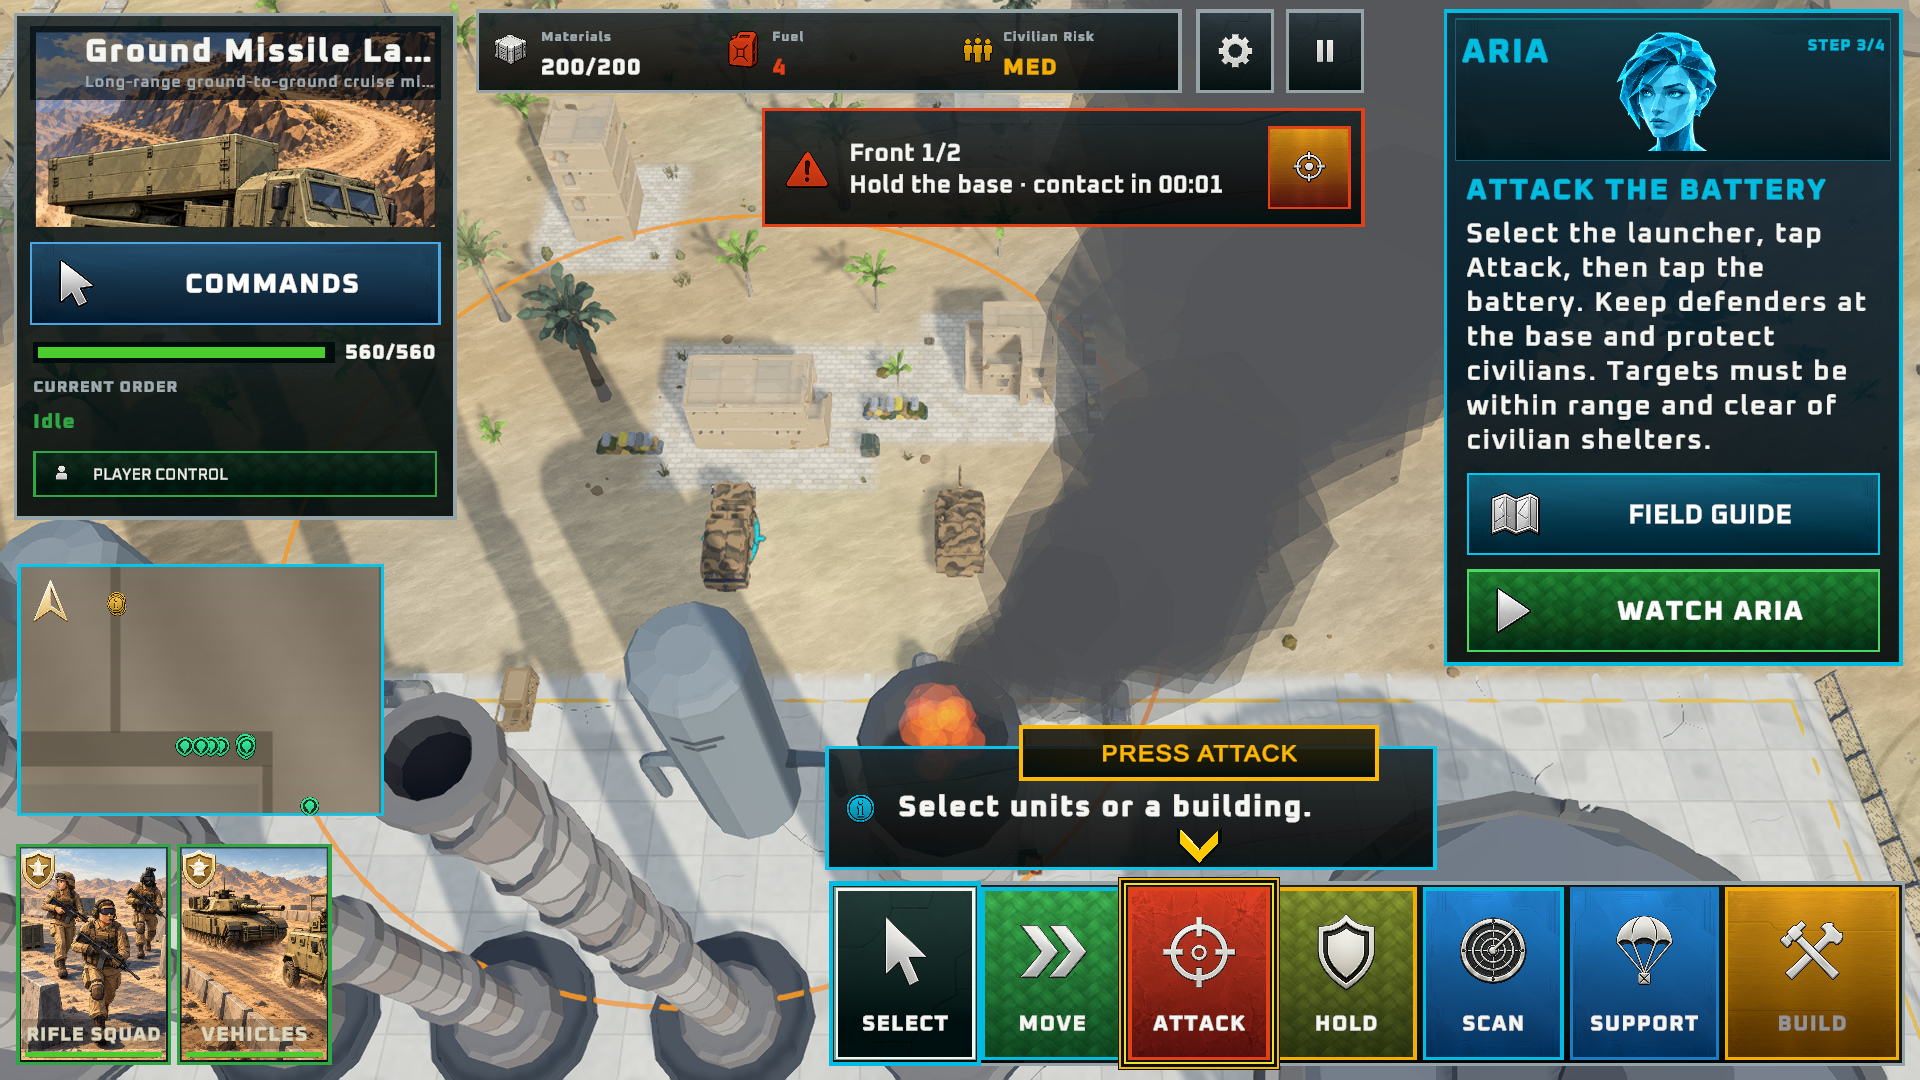 Ground Missile La...
Long-range ground-to-ground cruise mi...
COMMANDS
560/560
CURRENT ORDER
Idle
PLAYER CONTROL
Materials
200/200
Fuel
4
Civilian Risk
MED
Front 1/2
Hold the base · contact in 00:01
ARIA
STEP 3/4
ATTACK THE BATTERY
Select the launcher, tap
Attack, then tap the
battery. Keep defenders at
the base and protect
civilians. Targets must be
within range and clear of
civilian shelters.
FIELD GUIDE
WATCH ARIA
PRESS ATTACK
Select units or a building.
RIFLE SQUAD
VEHICLES
SELECT
MOVE
ATTACK
HOLD
SCAN
SUPPORT
BUILD